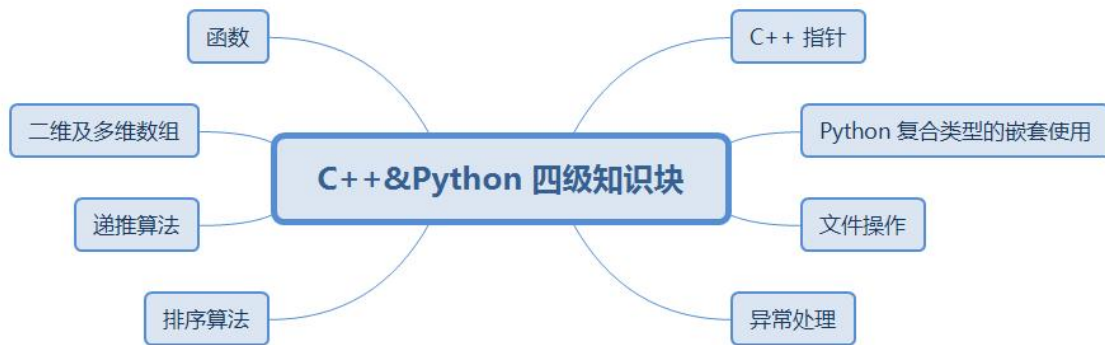 函数
C++ 指针
二维及多维数组
Python 复合类型的嵌套使用
C++&Python 四级知识块
递推算法
文件操作
排序算法
异常处理